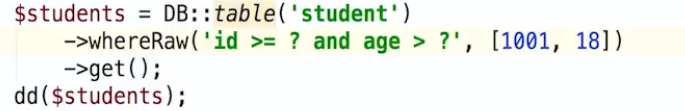 $students = DB::table('student')
->whereRaw('id >= ? and age > ?', [1001, 18])
->get();
dd($students);